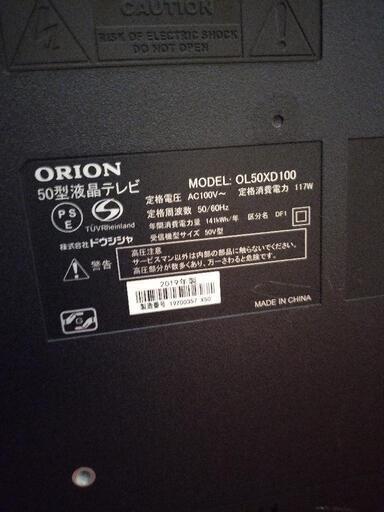 CAUTION
RISK OF ELECTRIC SHOCK
DO NOT OPEN
ORION
50型液晶テレビ
MODEL: OL50XD100
定格電圧 AC100V～ 定格消費電力 117W
定格周波数 50/60Hz
年間消費電力量 141kWh/年 区分名 DF1
受信機型サイズ 50V型
PS
E
TÜVRheinland
株式会社ドウシシャ
警告
高圧注意
サービスマン以外は内部の部品に触らないでください。
高圧部分が数多くあり、万一さわると危険です。
2019年製
製造番号 19200357 X50
MADE IN CHINA